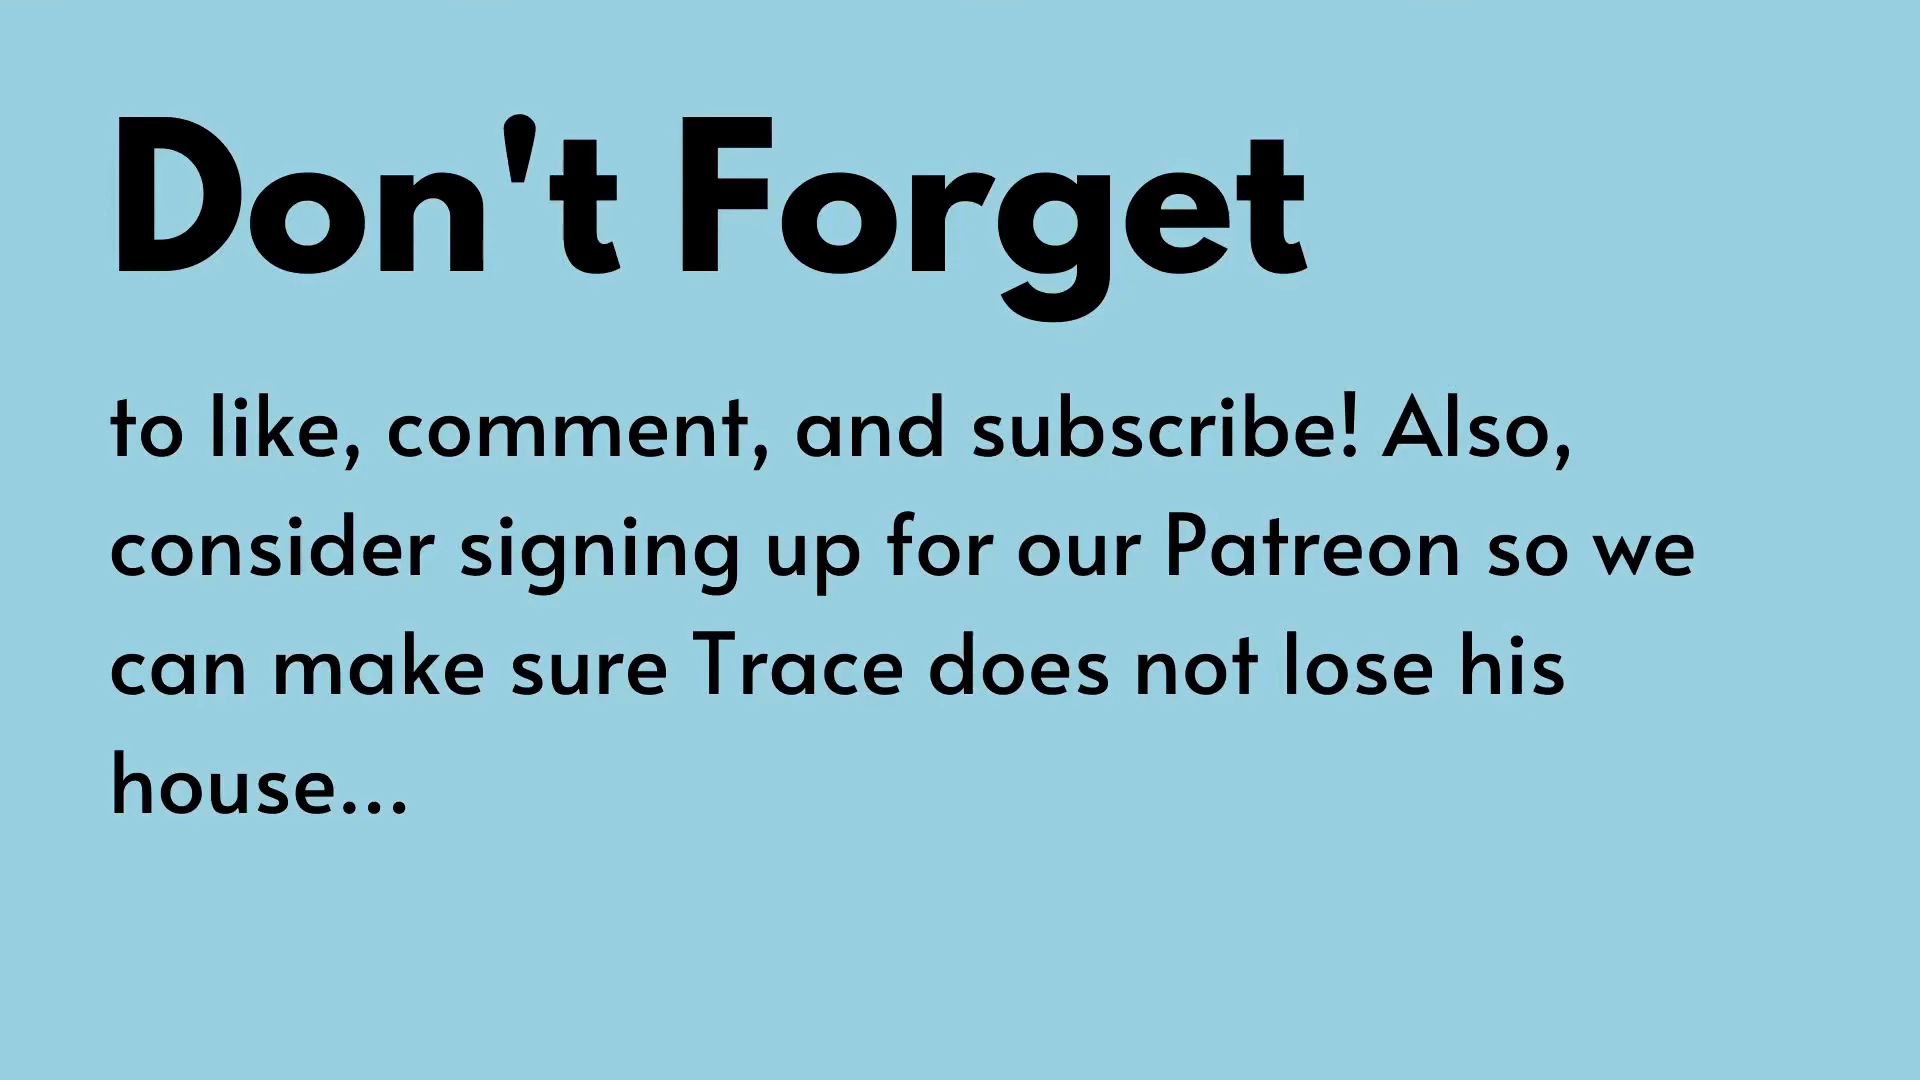 Don't Forget
to like, comment, and subscribe! Also,
consider signing up for our Patreon so we
can make sure Trace does not lose his
house...